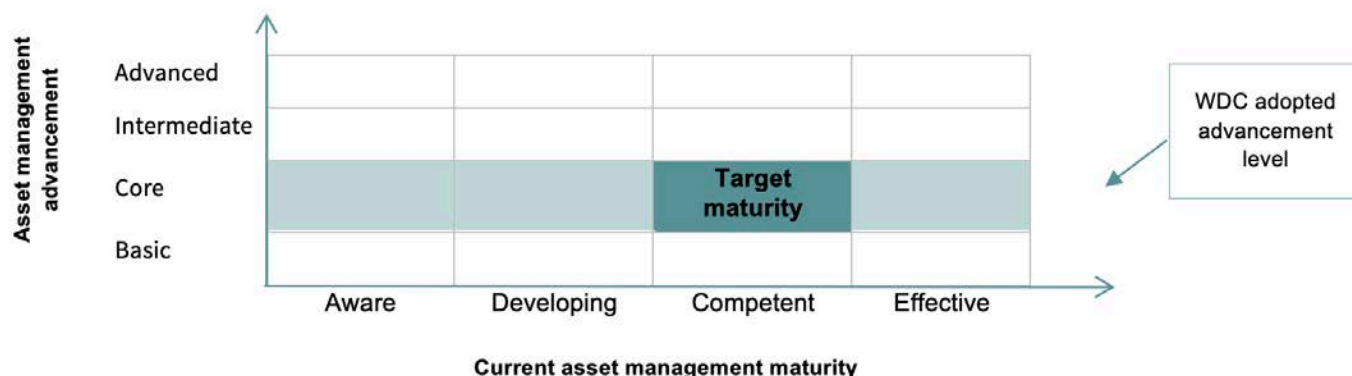 Asset management
advancement
Advanced
Intermediate
Core
Basic
Target
maturity
WDC adopted
advancement
level
Aware
Developing
Competent
Effective
Current asset management maturity